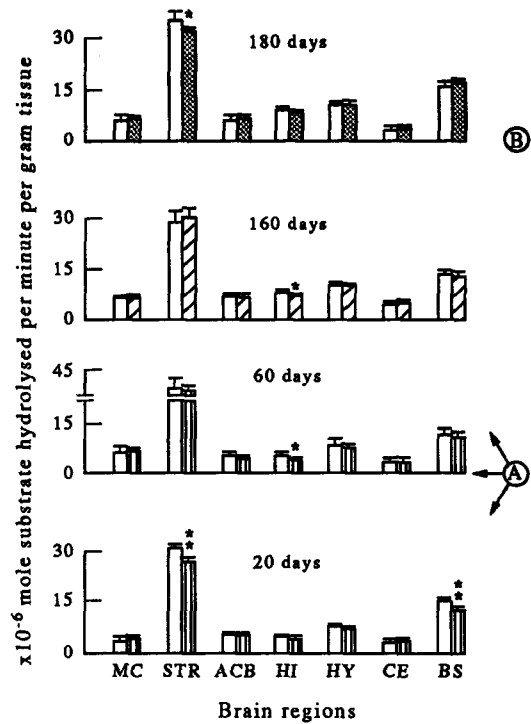 x10-6 mole substrate hydrolysed per minute per gram tissue
180 days
30
*
15
0
B
160 days
30
15
*
0
45
60 days
15
*
0
A
20 days
30
**
15
**
0
MC STR ACB HI HY CE BS
Brain regions